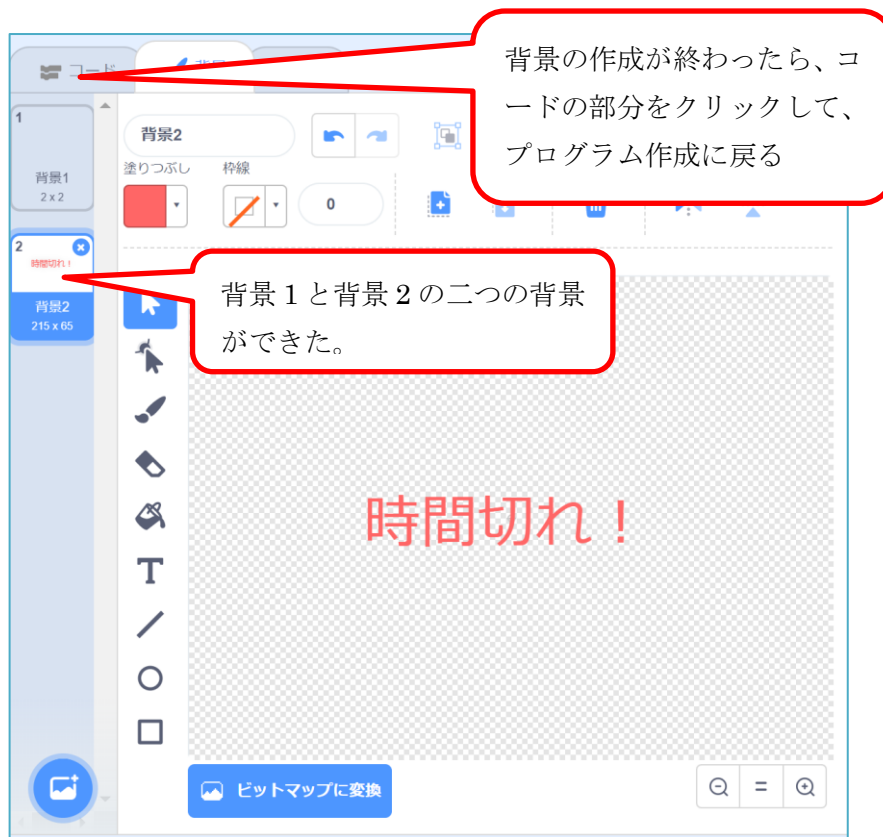 背景の作成が終わったら、コ
ードの部分をクリックして、
プログラム作成に戻る
コード
1
背景1
2 x 2
背景2
塗りつぶし
枠線
0
2
時間切れ！
背景2
215 x 65
背景１と背景２の二つの背景
ができた。
時間切れ！
T
ビットマップに変換